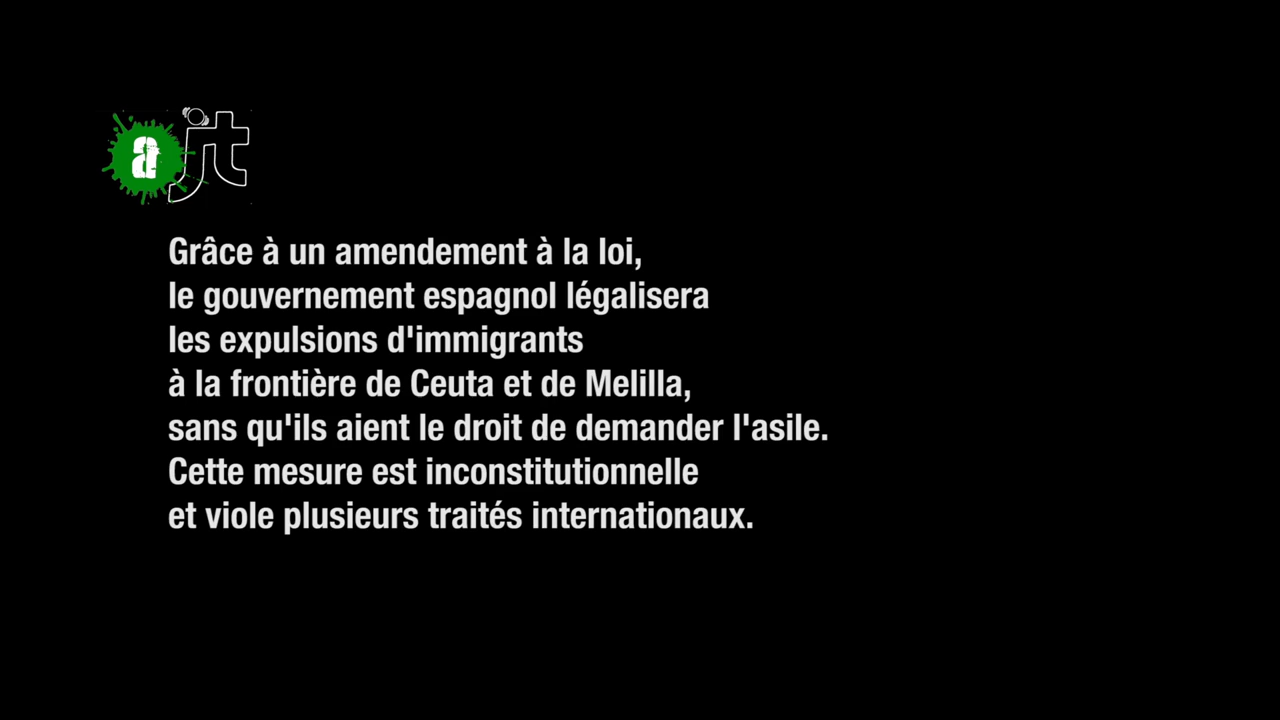 a jt
Grâce à un amendement à la loi,
le gouvernement espagnol légalisera
les expulsions d'immigrants
à la frontière de Ceuta et de Melilla,
sans qu'ils aient le droit de demander l'asile.
Cette mesure est inconstitutionnelle
et viole plusieurs traités internationaux.